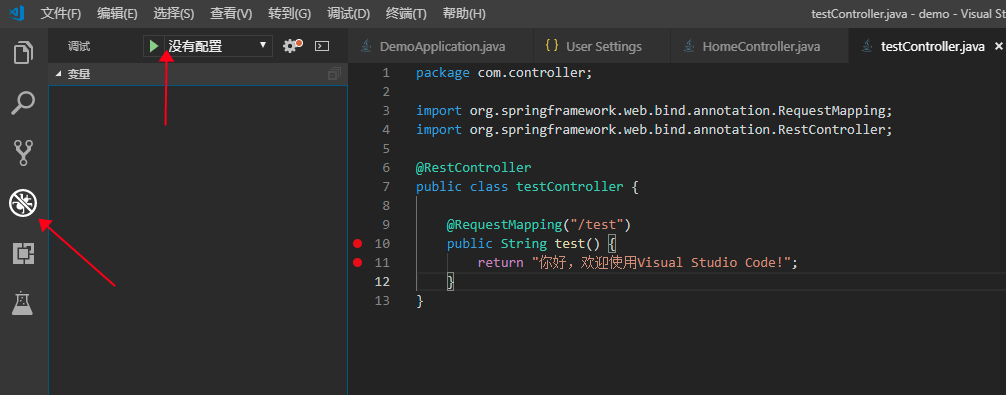 文件(F) 编辑(E) 选择(S) 查看(V) 转到(G) 调试(D) 终端(T) 帮助(H) testController.java - demo - Visual St
调试 没有配置 DemoApplication.java { } User Settings HomeController.java testController.java
变量
1 package com.controller;
2
3 import org.springframework.web.bind.annotation.RequestMapping;
4 import org.springframework.web.bind.annotation.RestController;
5
6 @RestController
7 public class testController {
8
9 @RequestMapping("/test")
10 public String test() {
11 return "你好，欢迎使用Visual Studio Code!";
12 }
13 }